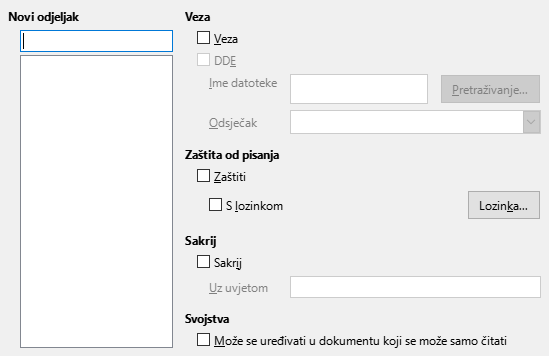 Novi odjeljak
Veza
Veza
DDE
Ime datoteke
Pretraživanje...
Odsječak
Zaštita od pisanja
Zaštiti
S lozinkom
Lozinka...
Sakrij
Sakrij
Uz uvjetom
Svojstva
Može se uređivati u dokumentu koji se može samo čitati